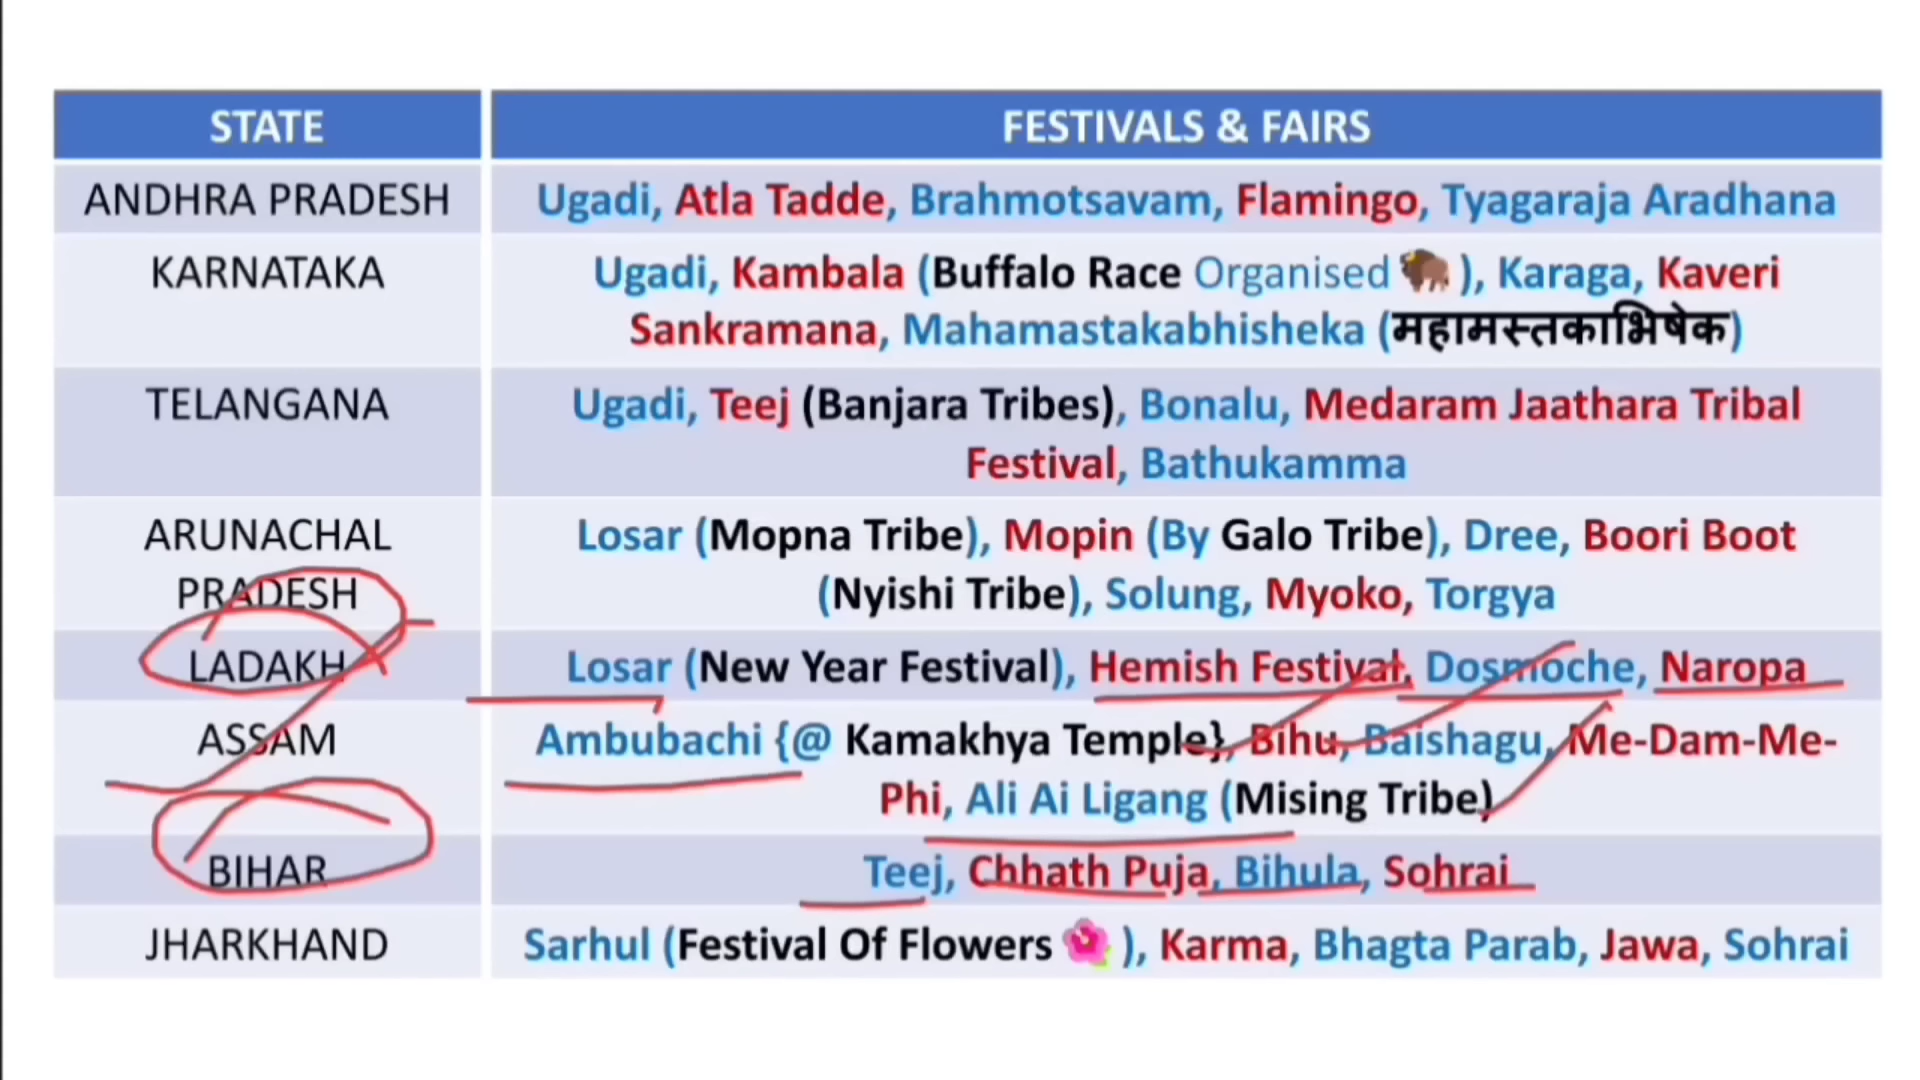 STATE
FESTIVALS & FAIRS
ANDHRA PRADESH
Ugadi, Atla Tadde, Brahmotsavam, Flamingo, Tyagaraja Aradhana
KARNATAKA
Ugadi, Kambala (Buffalo Race Organised 🦬), Karaga, Kaveri
Sankramana, Mahamastakabhisheka (महामस्तकाभिषेक)
TELANGANA
Ugadi, Teej (Banjara Tribes), Bonalu, Medaram Jaathara Tribal
Festival, Bathukamma
ARUNACHAL
PRADESH
Losar (Mopna Tribe), Mopin (By Galo Tribe), Dree, Boori Boot
(Nyishi Tribe), Solung, Myoko, Torgya
LADAKH
Losar (New Year Festival), Hemish Festival, Dosmoche, Naropa
ASSAM
Ambubachi {@ Kamakhya Temple}, Bihu, Baishagu, Me-Dam-Me-
Phi, Ali Ai Ligang (Mising Tribe)
BIHAR
Teej, Chhath Puja, Bihula, Sohrai
JHARKHAND
Sarhul (Festival Of Flowers 🌺), Karma, Bhagta Parab, Jawa, Sohrai